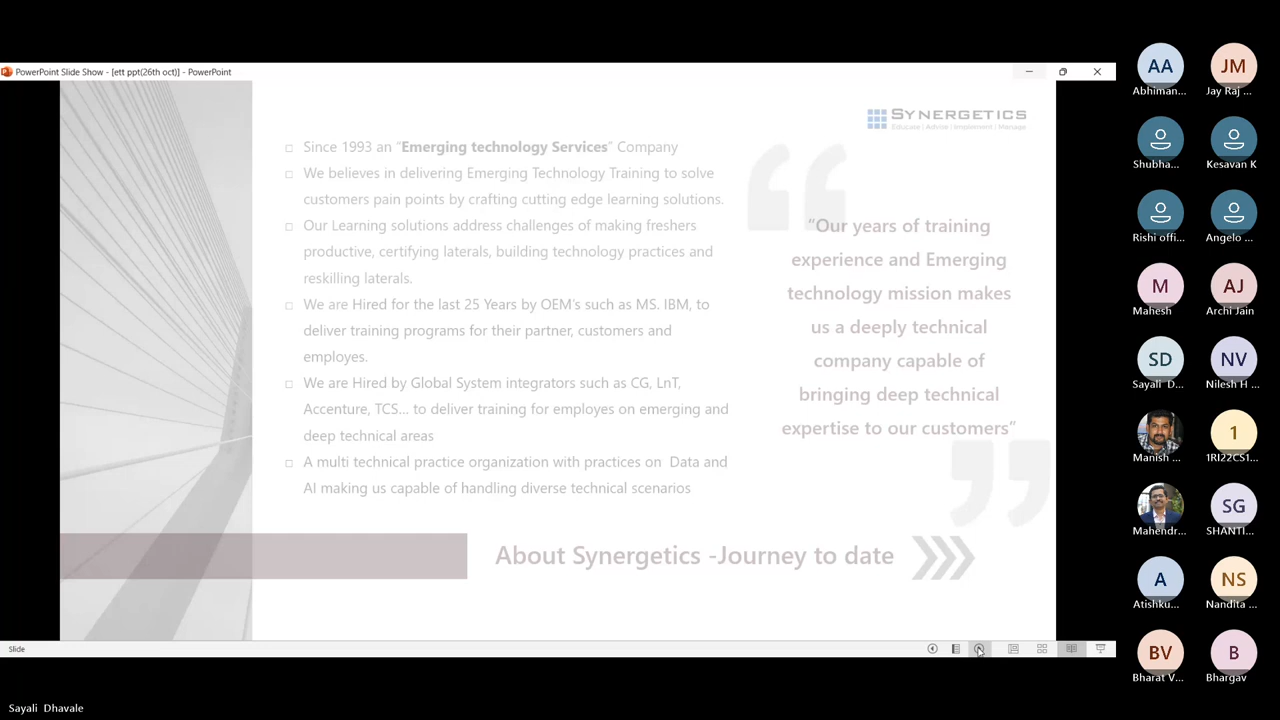 PowerPoint Slide Show - [ett ppt(26th oct)] - PowerPoint
SYNERGETICS
Educate | Advise | Implement | Manage
Since 1993 an “Emerging technology Services” Company
We believes in delivering Emerging Technology Training to solve
customers pain points by crafting cutting edge learning solutions.
Our Learning solutions address challenges of making freshers
productive, certifying laterals, building technology practices and
reskilling laterals.
We are Hired for the last 25 Years by OEM’s such as MS. IBM, to
deliver training programs for their partner, customers and
employes.
We are Hired by Global System integrators such as CG, LnT,
Accenture, TCS... to deliver training for employes on emerging and
deep technical areas
A multi technical practice organization with practices on Data and
AI making us capable of handling diverse technical scenarios
“Our years of training
experience and Emerging
technology mission makes
us a deeply technical
company capable of
bringing deep technical
expertise to our customers”
About Synergetics -Journey to date
Slide
Sayali Dhavale
AA
Abhiman...
JM
Jay Raj ...
Shubha...
Kesavan K
Rishi offi...
Angelo ...
M
Mahesh
AJ
Archi Jain
SD
Sayali D...
NV
Nilesh H ...
Manish ...
1
1RI22CS1...
Mahendr...
SG
SHANTI...
A
Atishku...
NS
Nandita ...
BV
Bharat V...
B
Bhargav